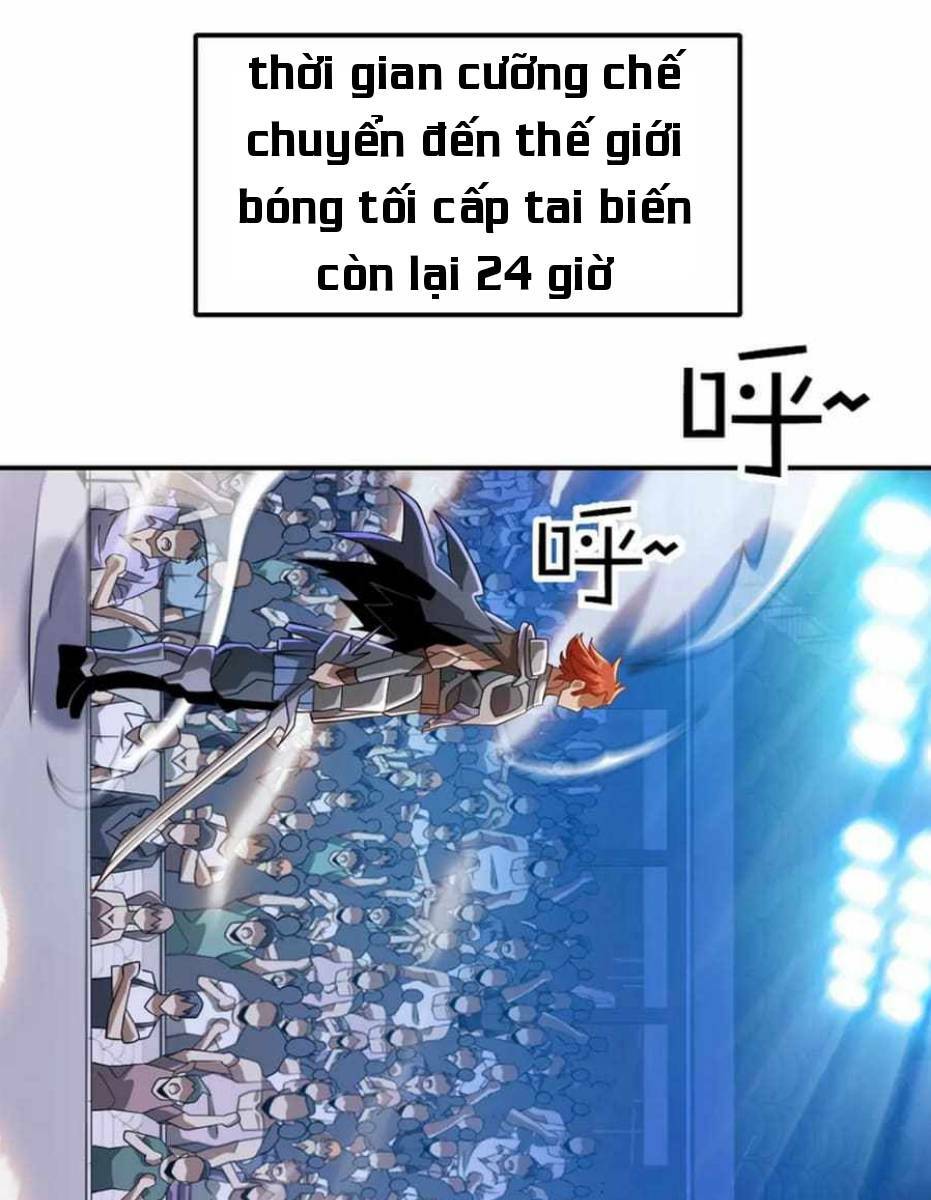 thời gian cưỡng chế
chuyển đến thế giới
bóng tối cấp tai biến
còn lại 24 giờ
呼~
呼~